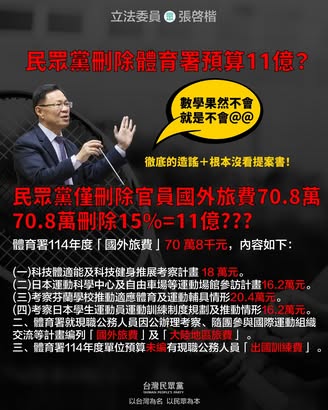 立法委員 張啓楷
民眾黨刪除體育署預算11億？
數學果然不會
就是不會@@
徹底的造謠＋根本沒看提案書！
民眾黨僅刪除官員國外旅費70.8萬
70.8萬刪除15%=11億???
體育署114年度「國外旅費」70 萬8千元，內容如下：
(一)科技體適能及科技健身推展考察計畫 18 萬元。
(二)日本運動科學中心及自由車場等運動場館參訪計畫16.2萬元。
(三)考察芬蘭學校推動適應體育及運動輔具情形20.4萬元。
(四)考察日本學生運動員運動訓練制度規劃及推動情形16.2萬元。
二、體育署就現職公務人員因公辦理考察、隨團參與國際運動組織
交流等計畫編列「國外旅費」及「大陸地區旅費」。
三、體育署114年度單位預算未編有現職公務人員「出國訓練費」。
台灣民眾黨
TAIWAN PEOPLE'S PARTY
以台灣為名 以民眾為本